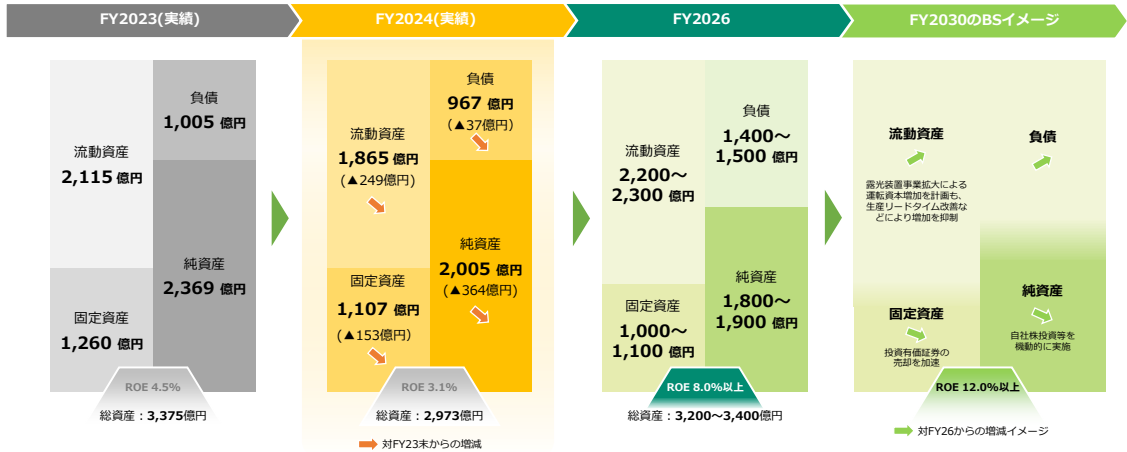 FY2023(実績)
流動資産
2,115 億円
固定資産
1,260 億円
負債
1,005 億円
純資産
2,369 億円
ROE 4.5%
総資産：3,375億円
FY2024(実績)
流動資産
1,865 億円
(▲249億円)
固定資産
1,107 億円
(▲153億円)
負債
967 億円
(▲37億円)
純資産
2,005 億円
(▲364億円)
ROE 3.1%
総資産：2,973億円
対FY23末からの増減
FY2026
流動資産
2,200～
2,300 億円
固定資産
1,000～
1,100 億円
負債
1,400～
1,500 億円
純資産
1,800～
1,900 億円
ROE 8.0%以上
総資産：3,200～3,400億円
FY2030のBSイメージ
流動資産
露光装置事業拡大による
運転資本増加を計画も、
生産リードタイム改善な
どにより増加を抑制
固定資産
投資有価証券の
売却を加速
負債
純資産
自社株投資等を
機動的に実施
ROE 12.0%以上
対FY26からの増減イメージ